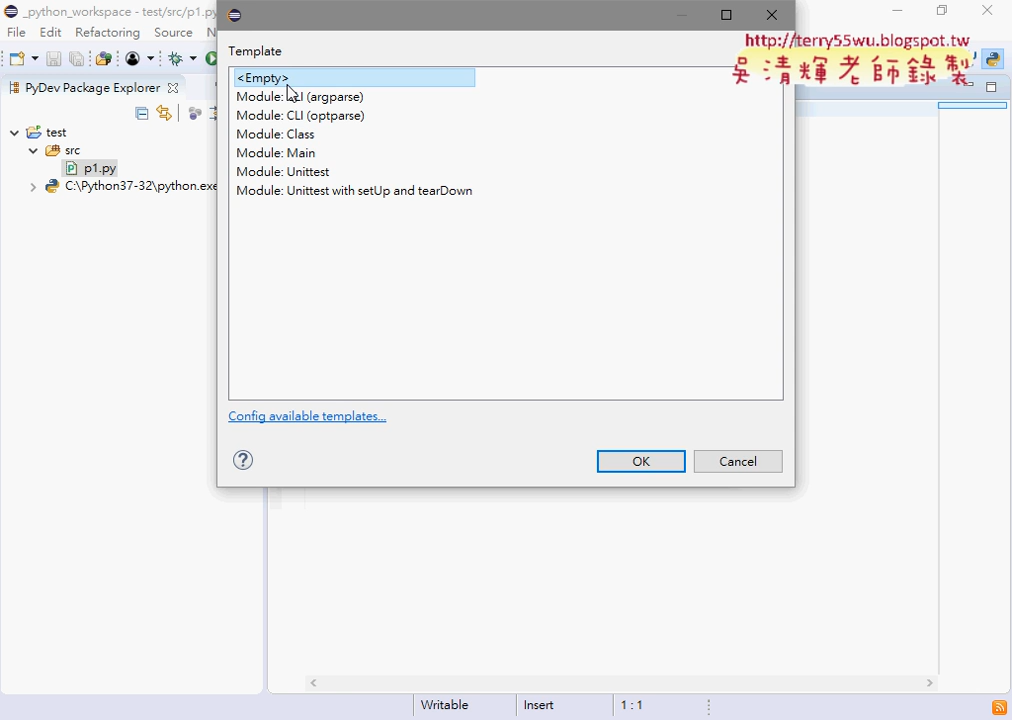 _python_workspace - test/src/p1.py
File Edit Refactoring Source N
http://terry55wu.blogspot.tw
吳清輝老師錄製
PyDev Package Explorer
test
src
p1.py
C:\Python37-32\python.exe
Template
<Empty>
Module: CLI (argparse)
Module: CLI (optparse)
Module: Class
Module: Main
Module: Unittest
Module: Unittest with setUp and tearDown
Config available templates...
OK Cancel
Writable Insert 1 : 1